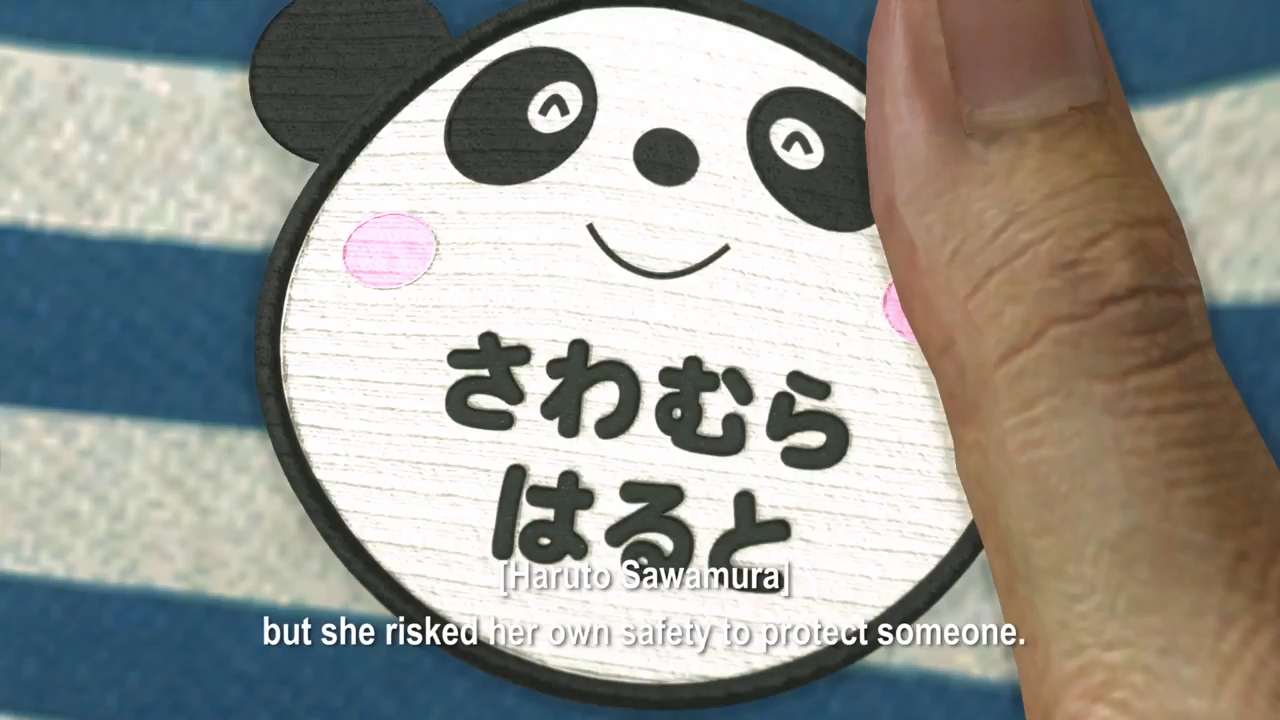 さわむら
はると
[Haruto Sawamura]
but she risked her own safety to protect someone.